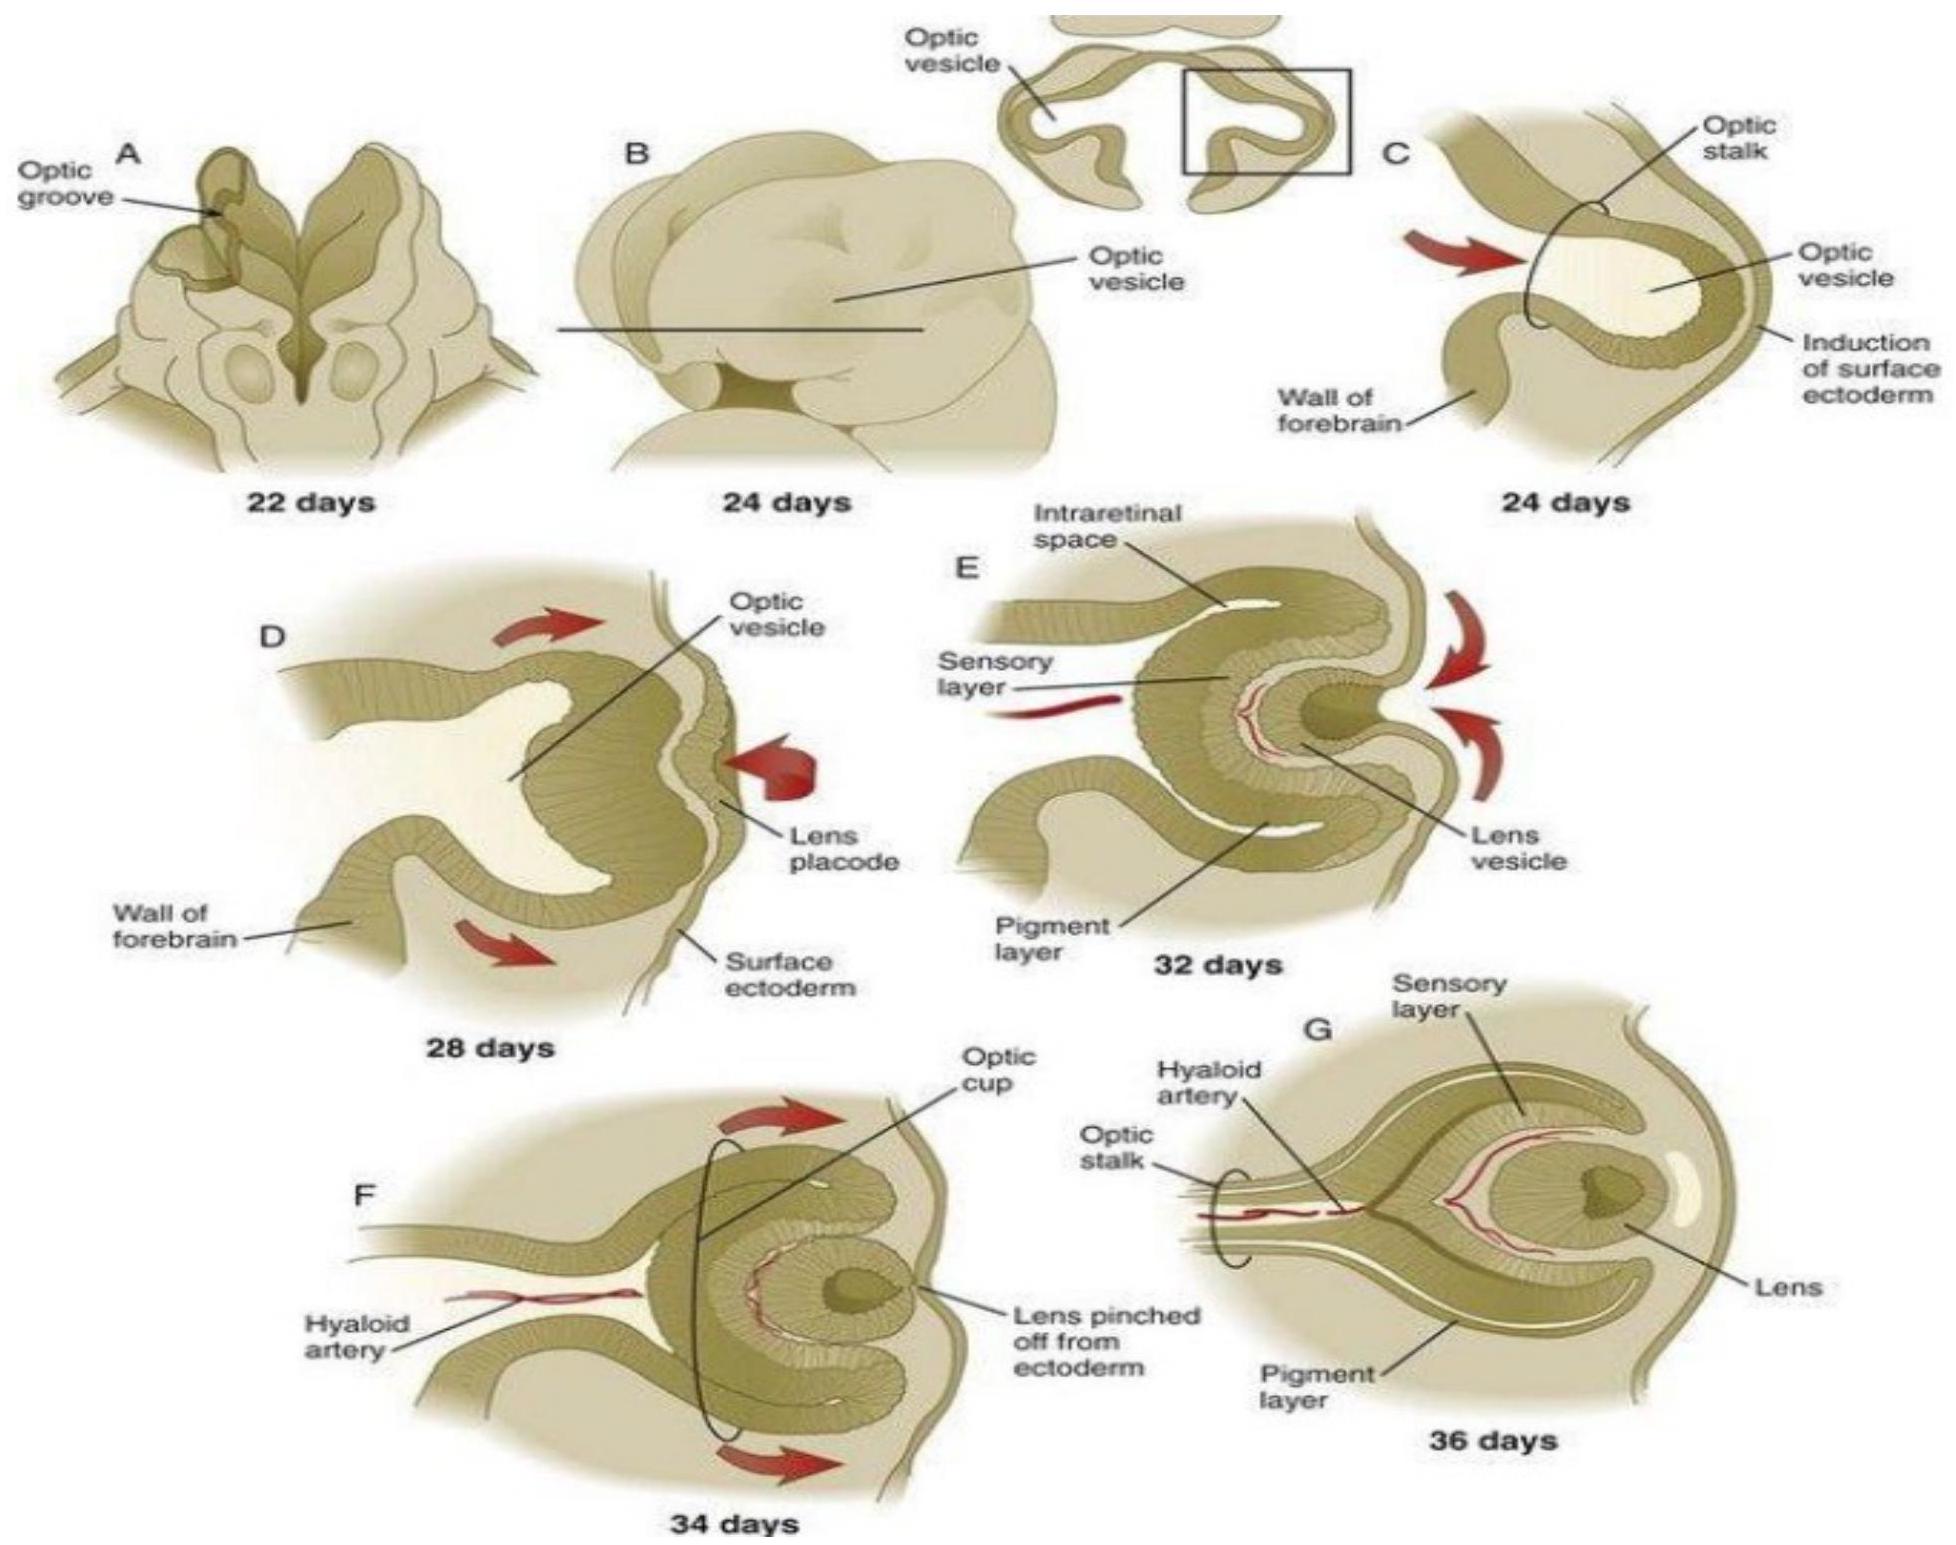 Optic
vesicle
A
Optic
groove
22 days
B
Optic
vesicle
24 days
C
Optic
stalk
Optic
vesicle
Induction
of surface
ectoderm
Wall of
forebrain
24 days
D
Optic
vesicle
Lens
placode
Wall of
forebrain
Surface
ectoderm
28 days
E
Intraretinal
space
Sensory
layer
Lens
vesicle
Pigment
layer
32 days
F
Optic
cup
Hyaloid
artery
Lens pinched
off from
ectoderm
34 days
G
Sensory
layer
Hyaloid
artery
Optic
stalk
Lens
Pigment
layer
36 days